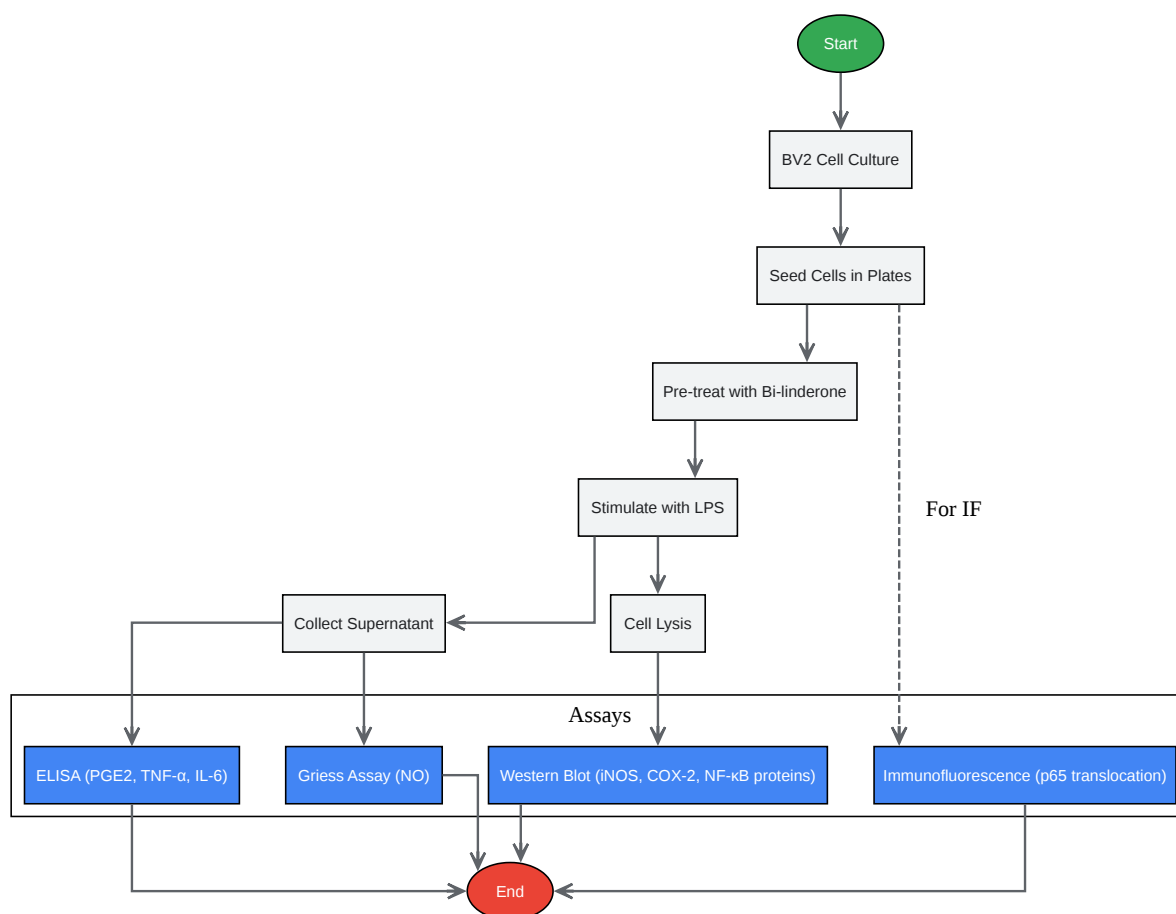 Start
BV2 Cell Culture
Seed Cells in Plates
Pre-treat with Bi-linderone
Stimulate with LPS
For IF
Collect Supernatant
Cell Lysis
Assays
ELISA (PGE2, TNF-α, IL-6)
Griess Assay (NO)
Western Blot (iNOS, COX-2, NF-κB proteins)
Immunofluorescence (p65 translocation)
End